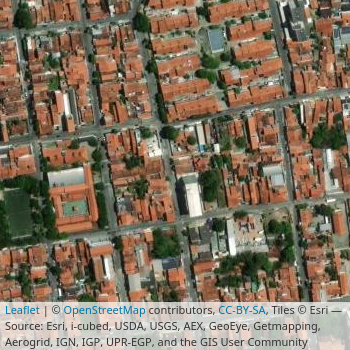 Leaflet | © OpenStreetMap contributors, CC-BY-SA, Tiles © Esri —
Source: Esri, i-cubed, USDA, USGS, AEX, GeoEye, Getmapping,
Aerogrid, IGN, IGP, UPR-EGP, and the GIS User Community